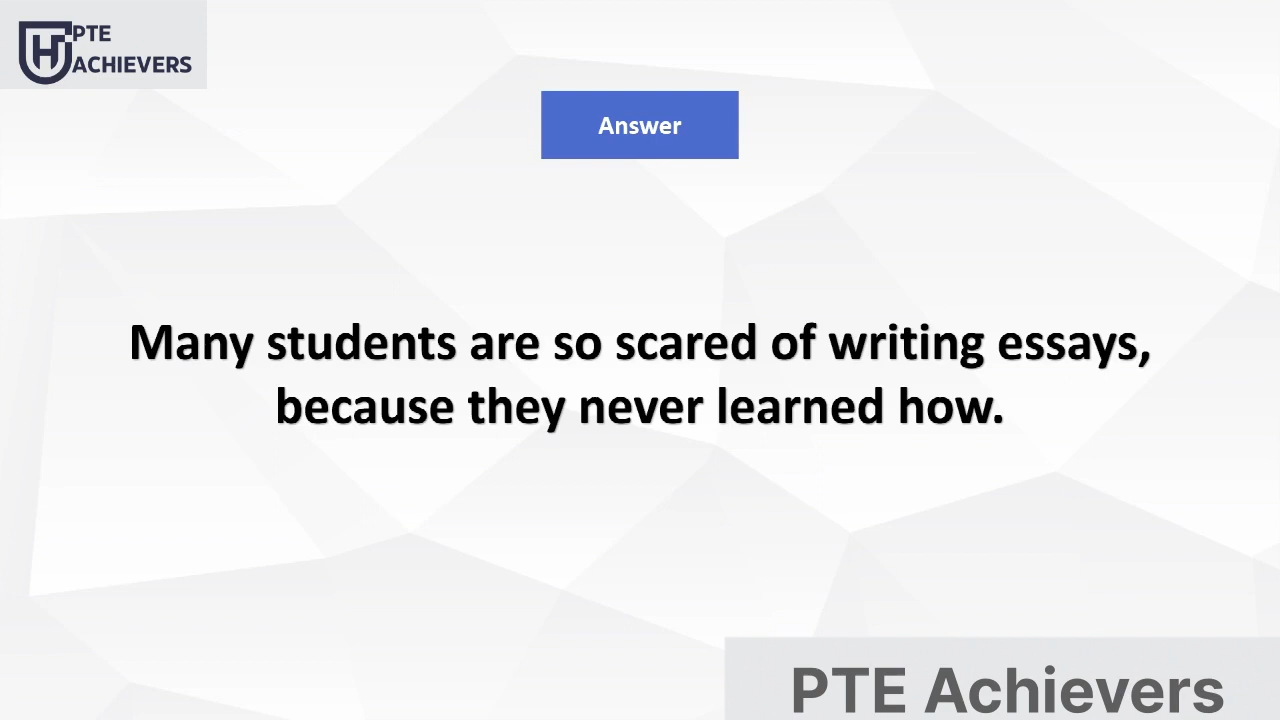 PTE
ACHIEVERS
Answer
Many students are so scared of writing essays,
because they never learned how.
PTE Achievers